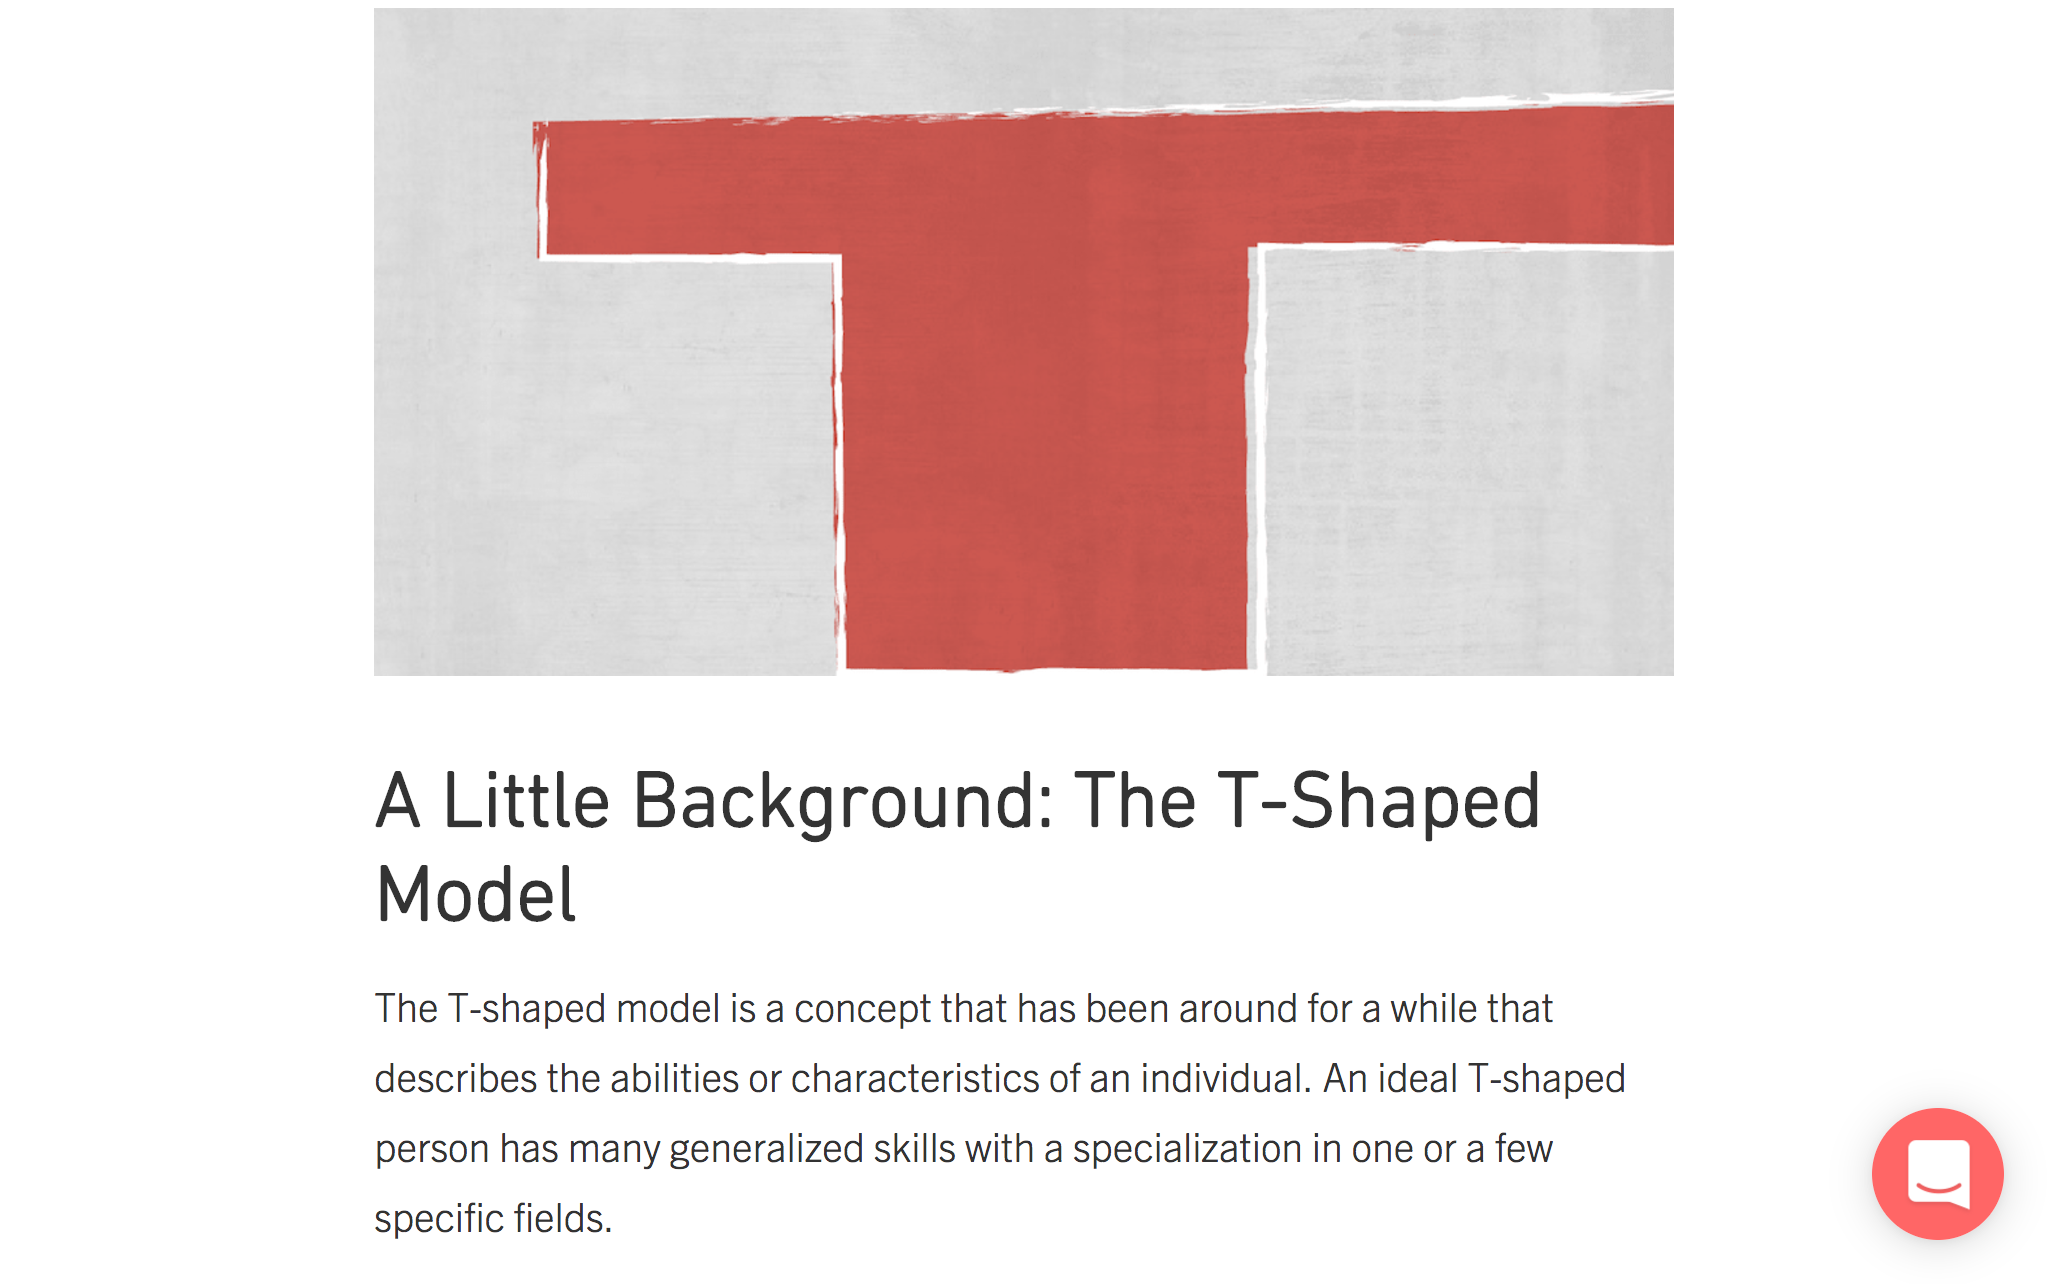 A Little Background: The T-Shaped
Model
The T-shaped model is a concept that has been around for a while that
describes the abilities or characteristics of an individual. An ideal T-shaped
person has many generalized skills with a specialization in one or a few
specific fields.